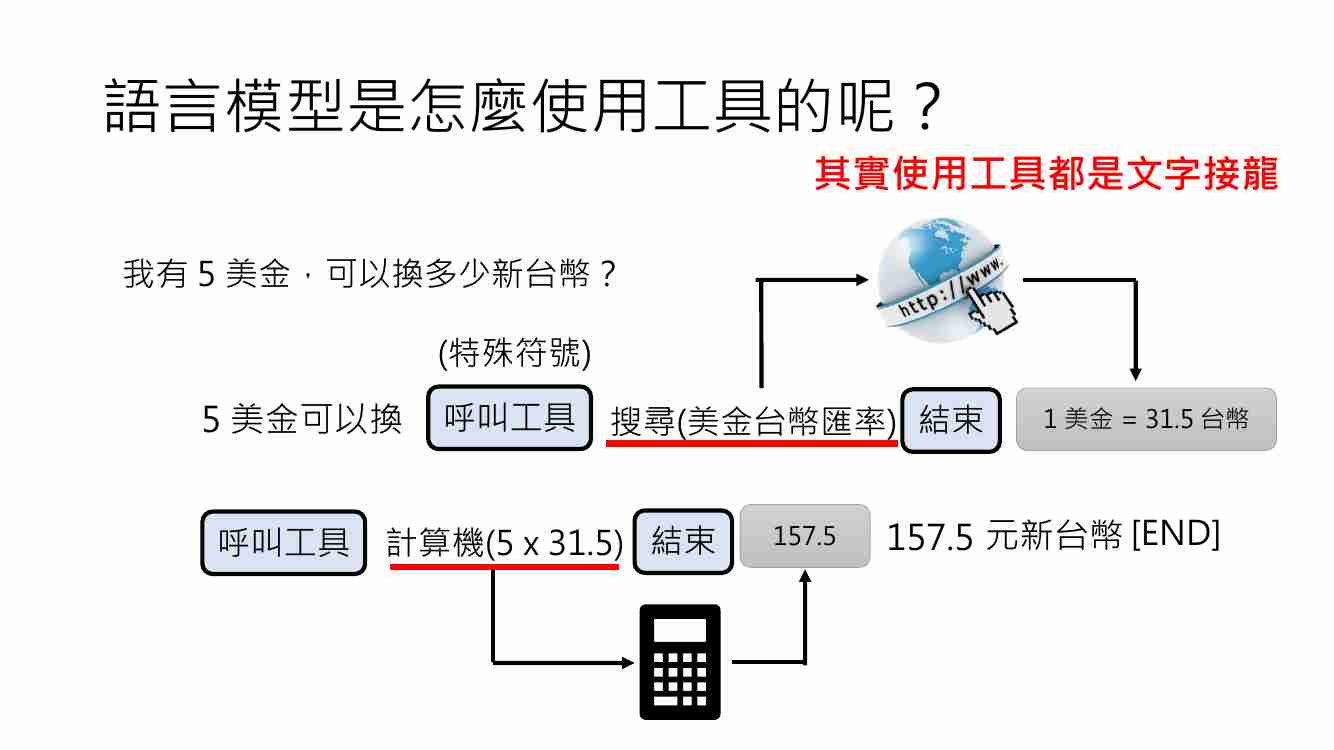 語言模型是怎麼使用工具的呢？
其實使用工具都是文字接龍
我有 5 美金，可以換多少新台幣？
http://www.
(特殊符號)
5 美金可以換 呼叫工具 搜尋(美金台幣匯率) 結束 1 美金 = 31.5 台幣
呼叫工具 計算機(5 x 31.5) 結束 157.5 157.5 元新台幣 [END]